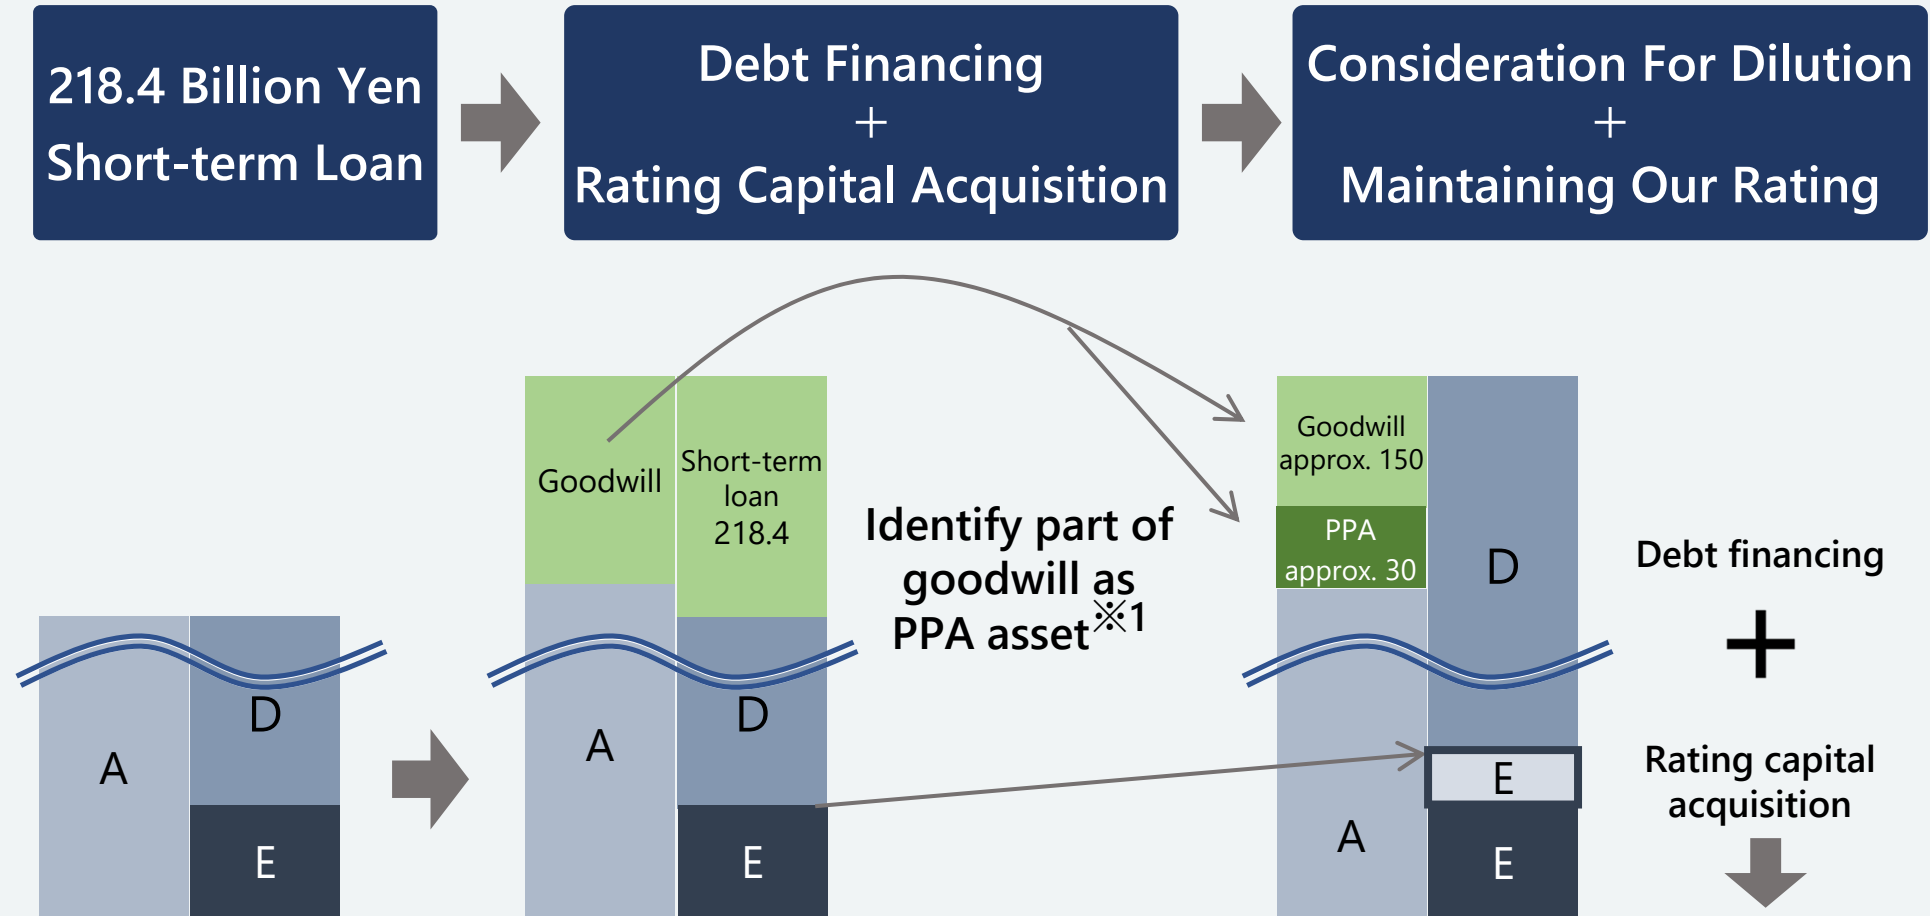 218.4 Billion Yen
Short-term Loan
Debt Financing
+
Rating Capital Acquisition
Consideration For Dilution
+
Maintaining Our Rating
A
D
E
Goodwill
Short-term
loan
218.4
A
D
E
Identify part of
goodwill as
PPA asset※1
Goodwill
approx. 150
PPA
approx. 30
D
E
A
E
Debt financing
+
Rating capital
acquisition